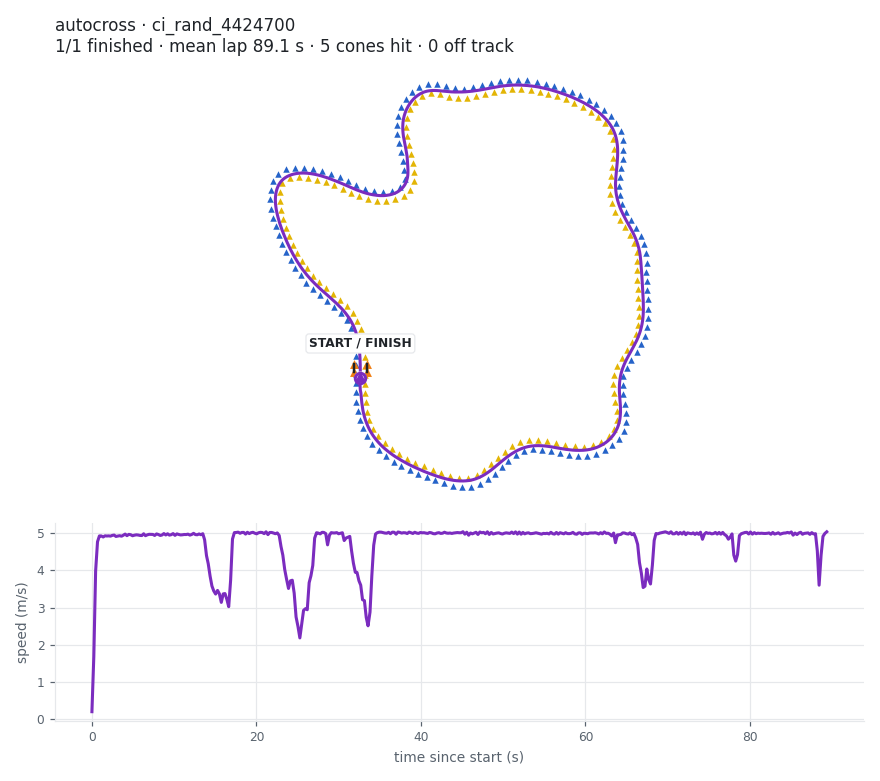 autocross · ci_rand_4424700
1/1 finished · mean lap 89.1 s · 5 cones hit · 0 off track
START / FINISH
5
4
3
2
1
0
speed (m/s)
0 20 40 60 80
time since start (s)